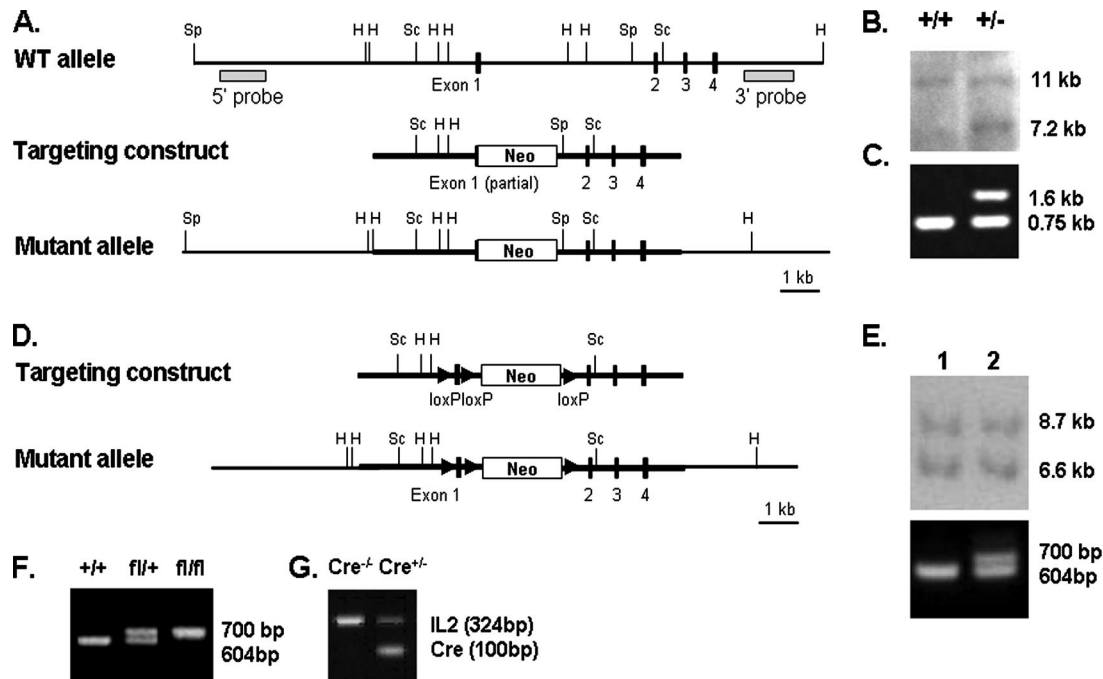 A.
Sp H H Sc H H H H Sp Sc H
WT allele
Exon 1 2 3 4
5' probe 3' probe
Sc H H Sp Sc
Targeting construct
Neo
Exon 1 (partial) 2 3 4
Sp H H Sc H H Sp Sc H
Mutant allele
Neo
1 kb
B.
+/+ +/-
11 kb
7.2 kb
C.
1.6 kb
0.75 kb
D.
Sc H H Sc
Targeting construct
Neo
loxP loxP loxP
H H Sc H H Sc H
Mutant allele
Neo
Exon 1 2 3 4
1 kb
E.
1 2
8.7 kb
6.6 kb
700 bp
604bp
F.
+/+ fl/+ fl/fl
700 bp
604bp
G.
Cre-/- Cre+/-
IL2 (324bp)
Cre (100bp)